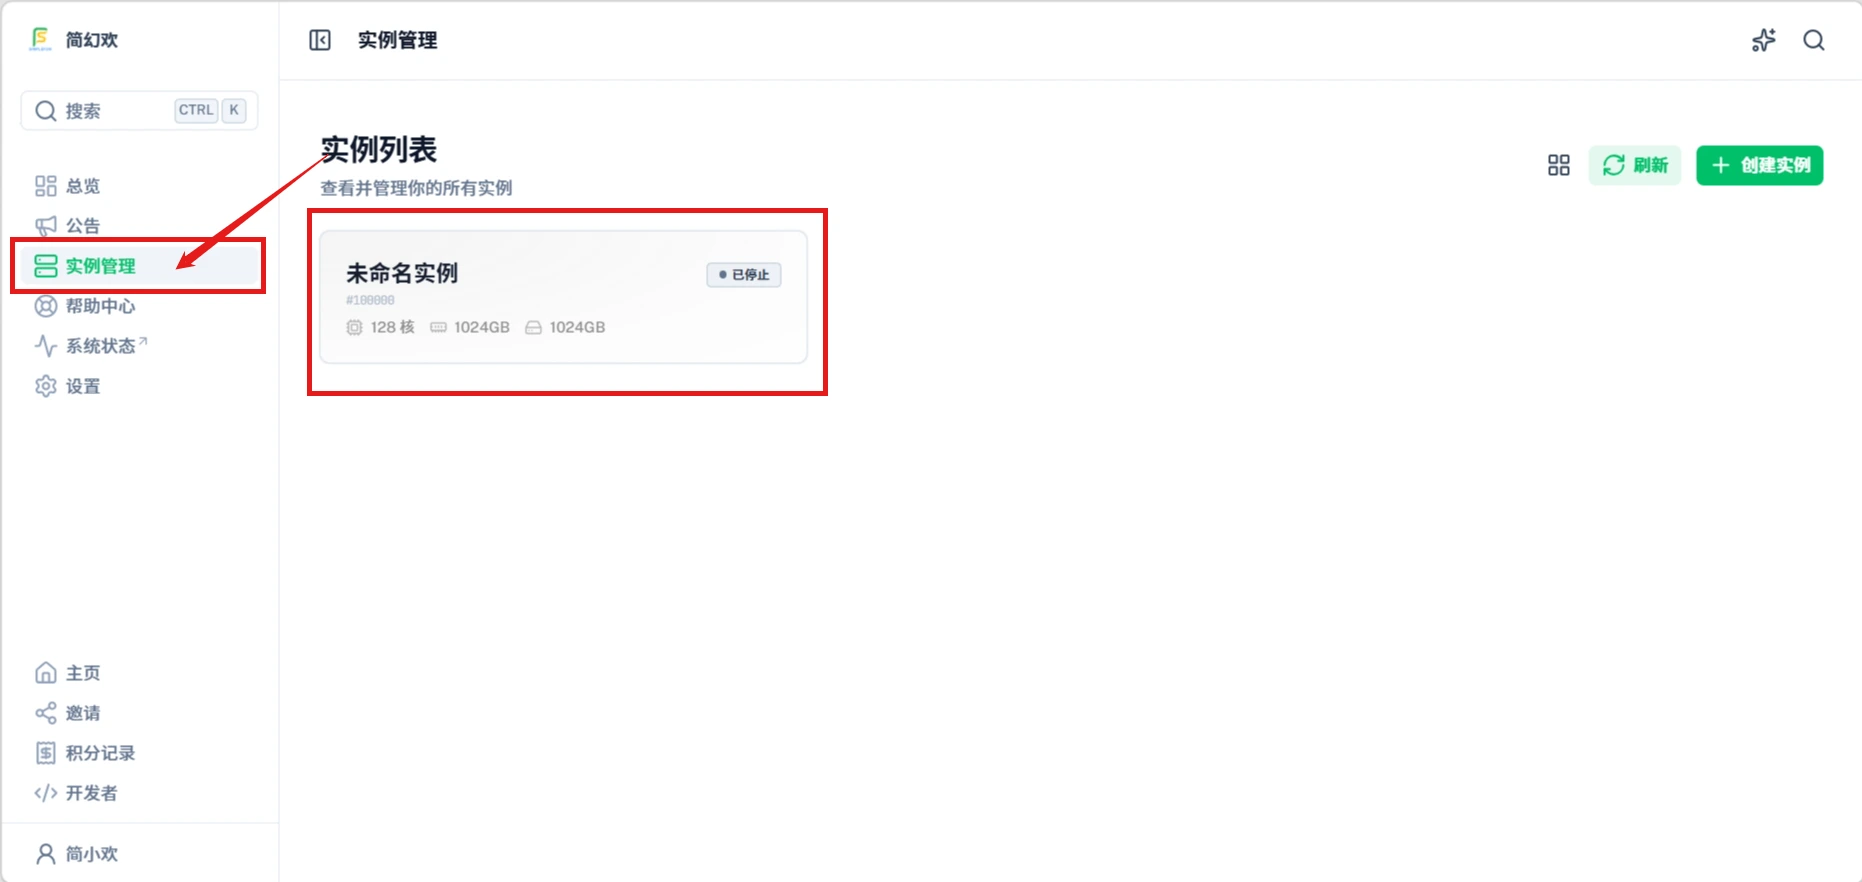 简幻欢
搜索 CTRL K
总览
公告
实例管理
帮助中心
系统状态
设置
主页
邀请
积分记录
开发者
简小欢
实例管理
实例列表
查看并管理你的所有实例
刷新
创建实例
未命名实例
已停止
#100000
128 核 1024GB 1024GB